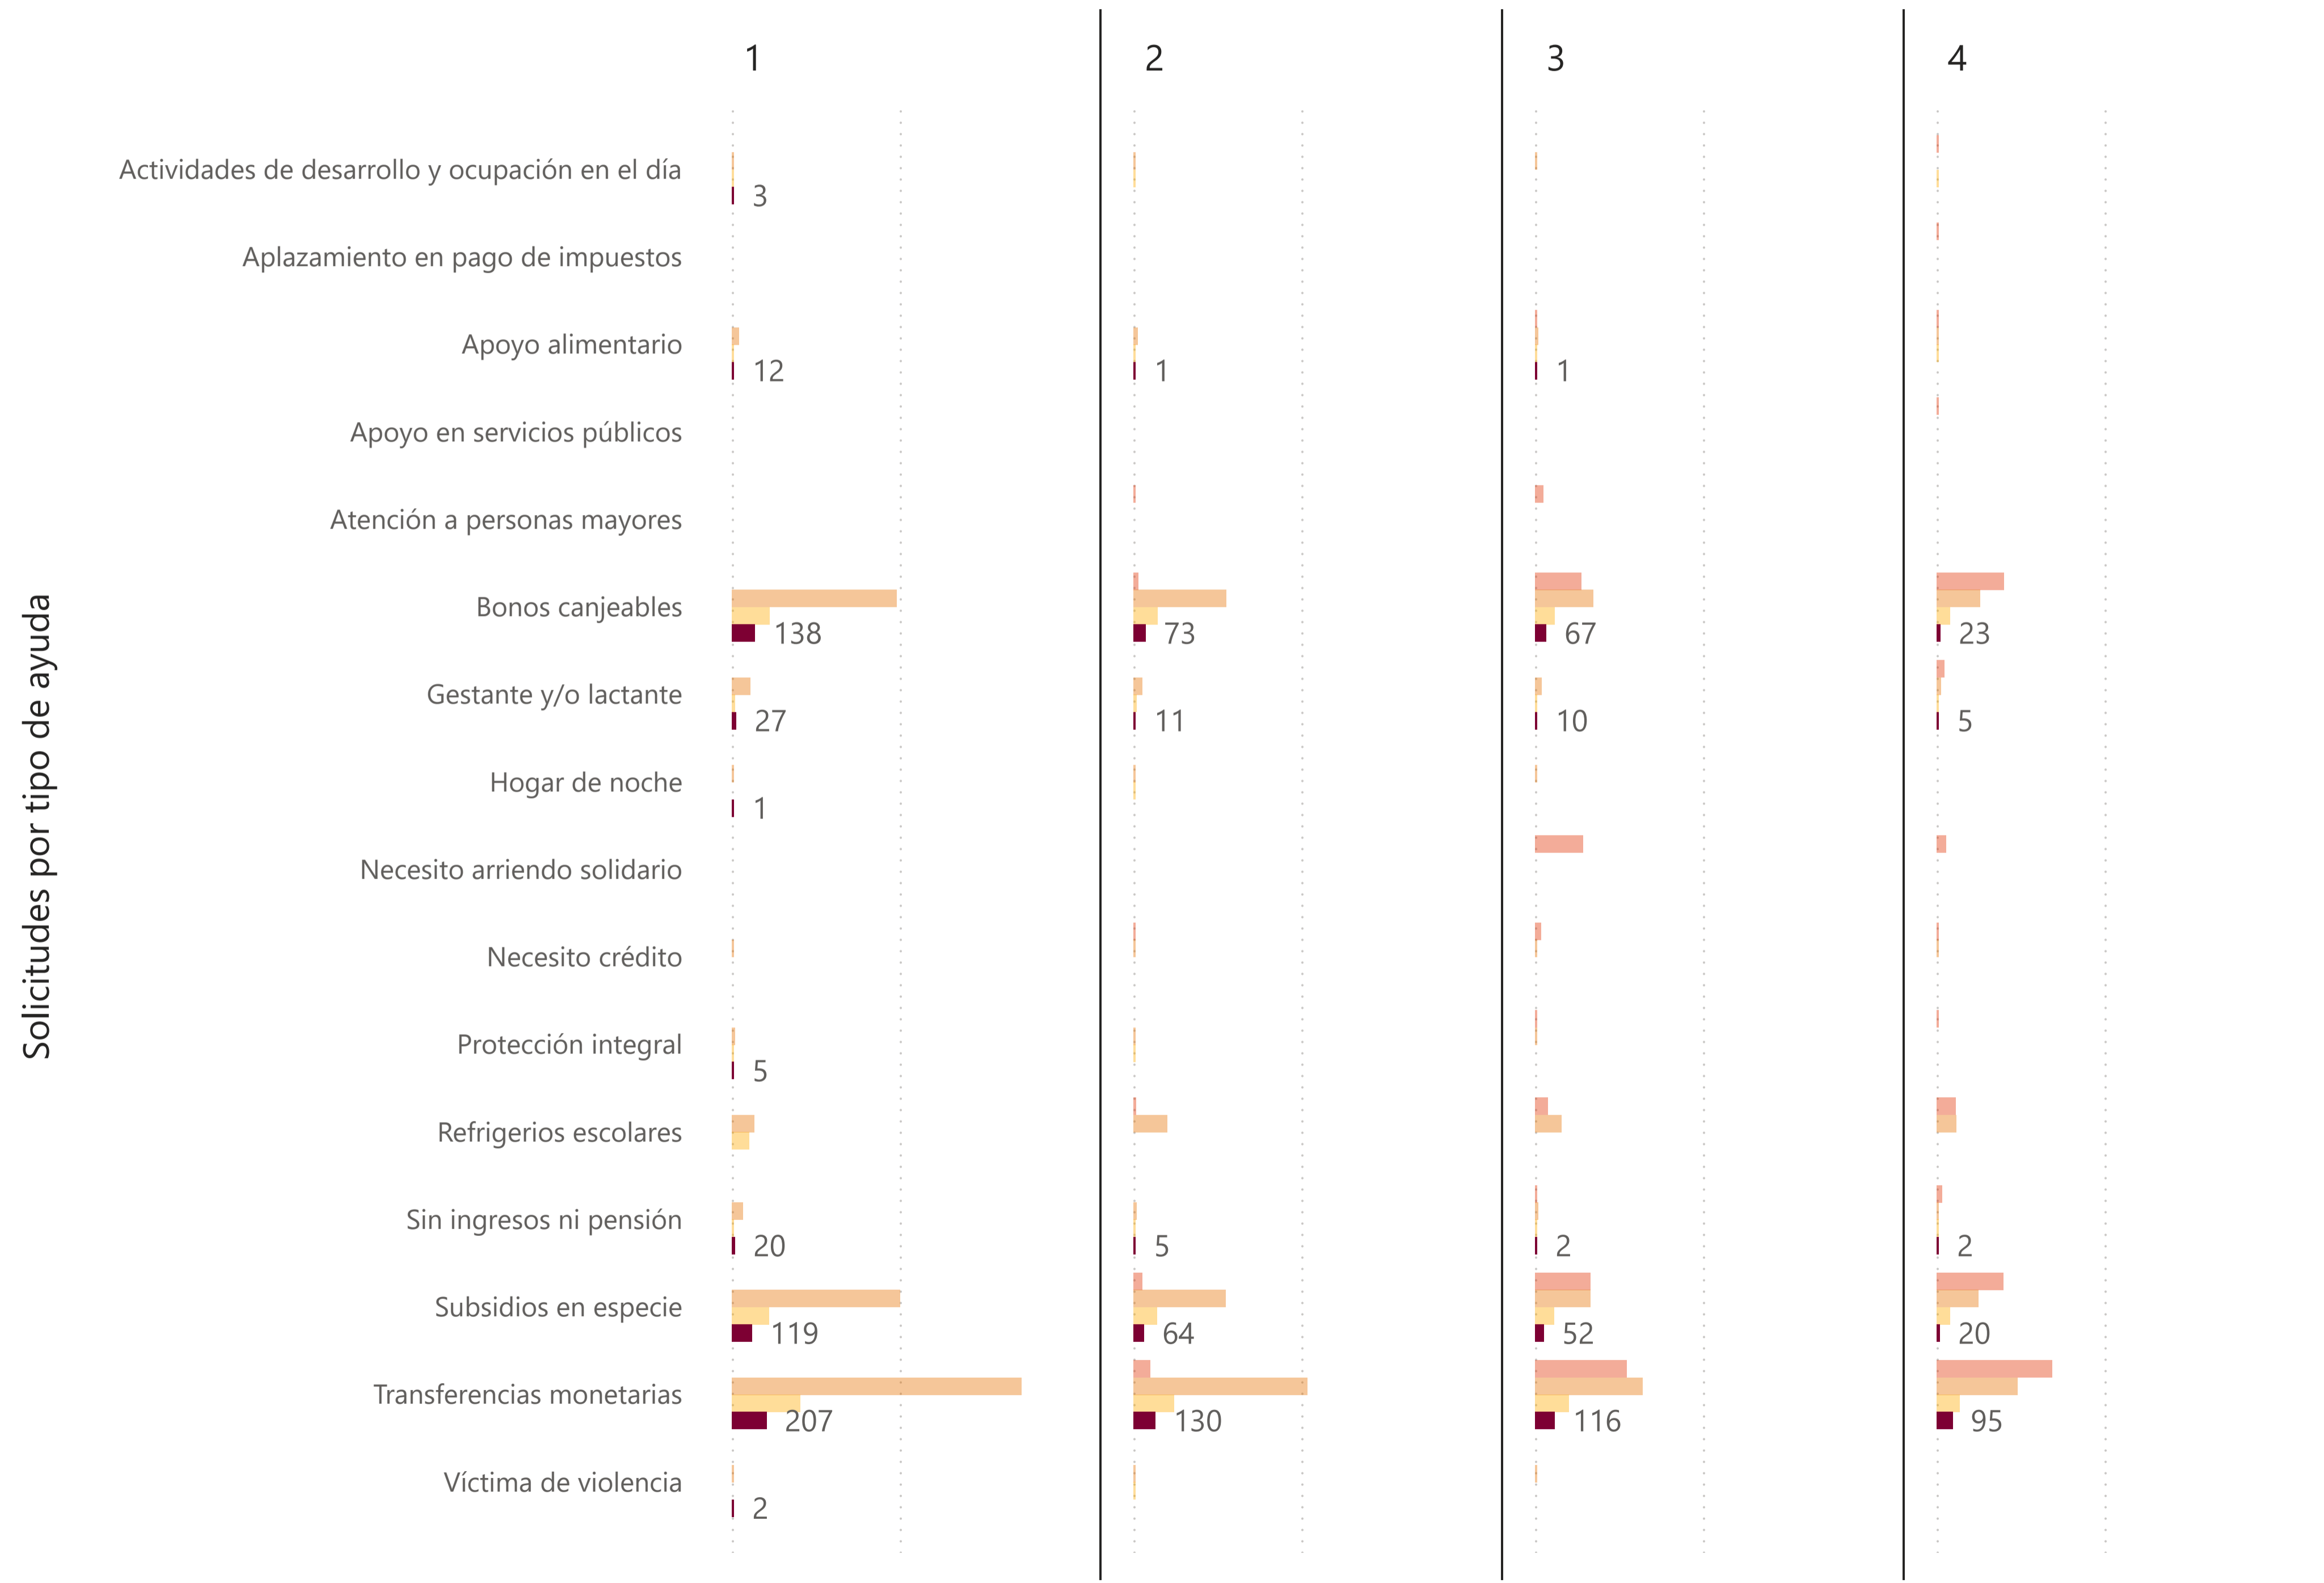 1 2 3 4
Solicitudes por tipo de ayuda
Actividades de desarrollo y ocupación en el día
3
Aplazamiento en pago de impuestos
Apoyo alimentario
12 1 1
Apoyo en servicios públicos
Atención a personas mayores
Bonos canjeables
138 73 67 23
Gestante y/o lactante
27 11 10 5
Hogar de noche
1
Necesito arriendo solidario
Necesito crédito
Protección integral
5
Refrigerios escolares
Sin ingresos ni pensión
20 5 2 2
Subsidios en especie
119 64 52 20
Transferencias monetarias
207 130 116 95
Víctima de violencia
2